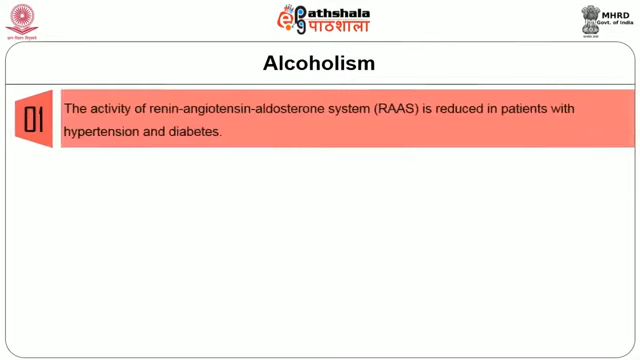 ePathshala
पाठशाला
MHRD
Govt. of India
Alcoholism
01
The activity of renin-angiotensin-aldosterone system (RAAS) is reduced in patients with
hypertension and diabetes.